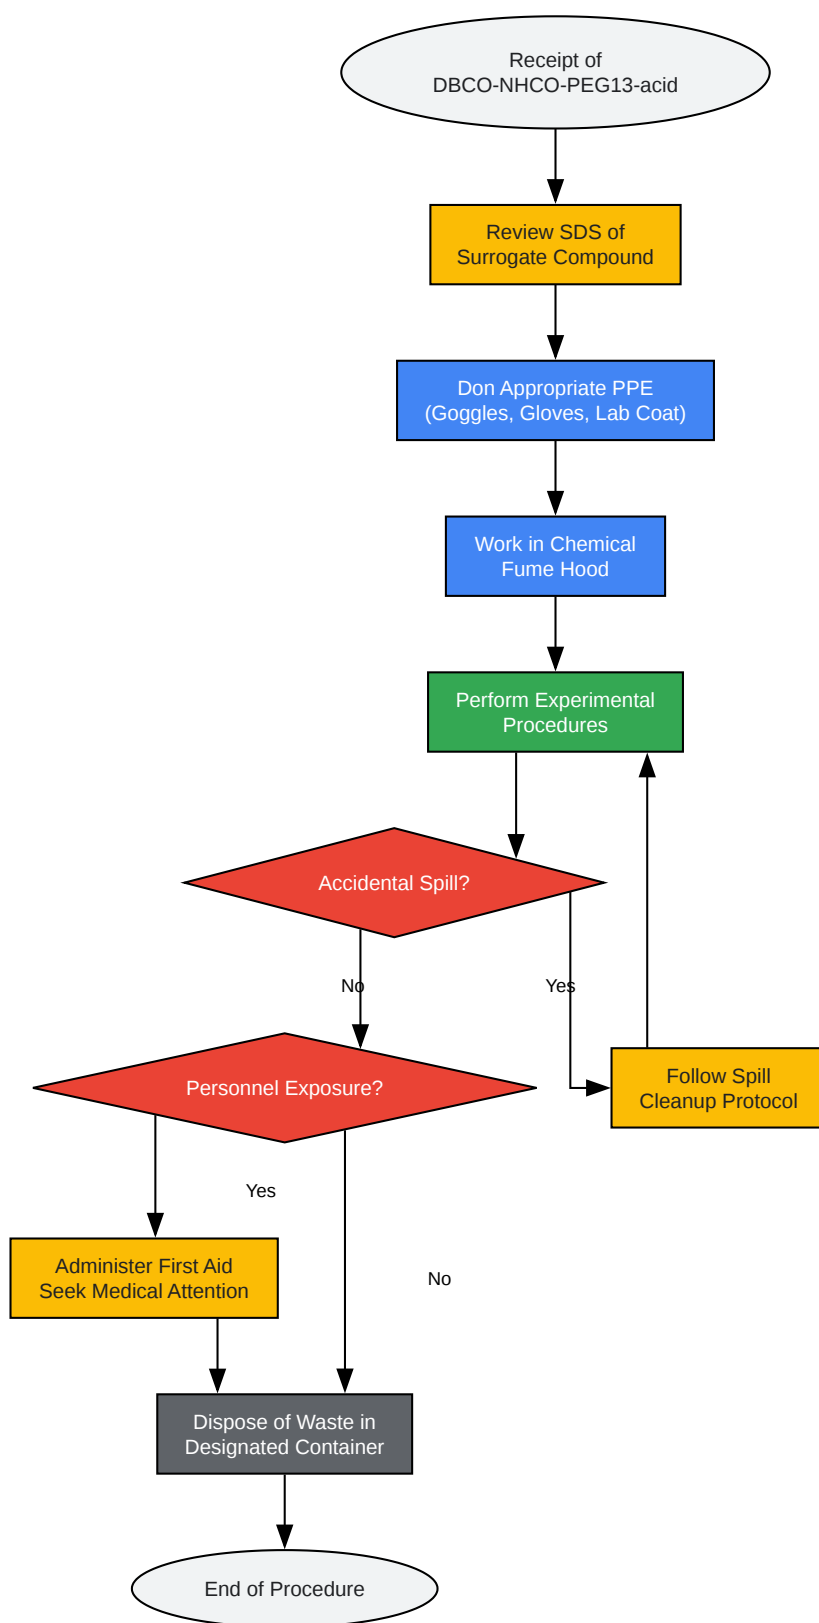 Receipt of
DBCO-NHCO-PEG13-acid
Review SDS of
Surrogate Compound
Don Appropriate PPE
(Goggles, Gloves, Lab Coat)
Work in Chemical
Fume Hood
Perform Experimental
Procedures
Accidental Spill?
No
Yes
Personnel Exposure?
Follow Spill
Cleanup Protocol
Yes
Administer First Aid
Seek Medical Attention
No
Dispose of Waste in
Designated Container
End of Procedure